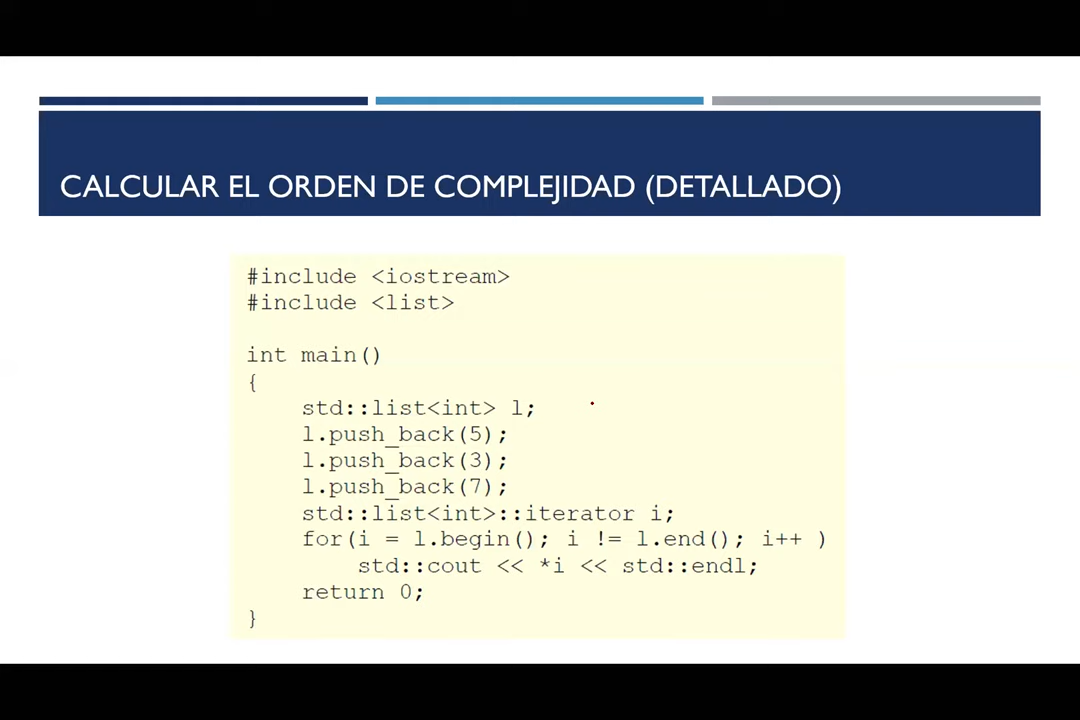 CALCULAR EL ORDEN DE COMPLEJIDAD (DETALLADO)
#include <iostream>
#include <list>
int main()
{
    std::list<int> l;
    l.push_back(5);
    l.push_back(3);
    l.push_back(7);
    std::list<int>::iterator i;
    for(i = l.begin(); i != l.end(); i++ )
        std::cout << *i << std::endl;
    return 0;
}